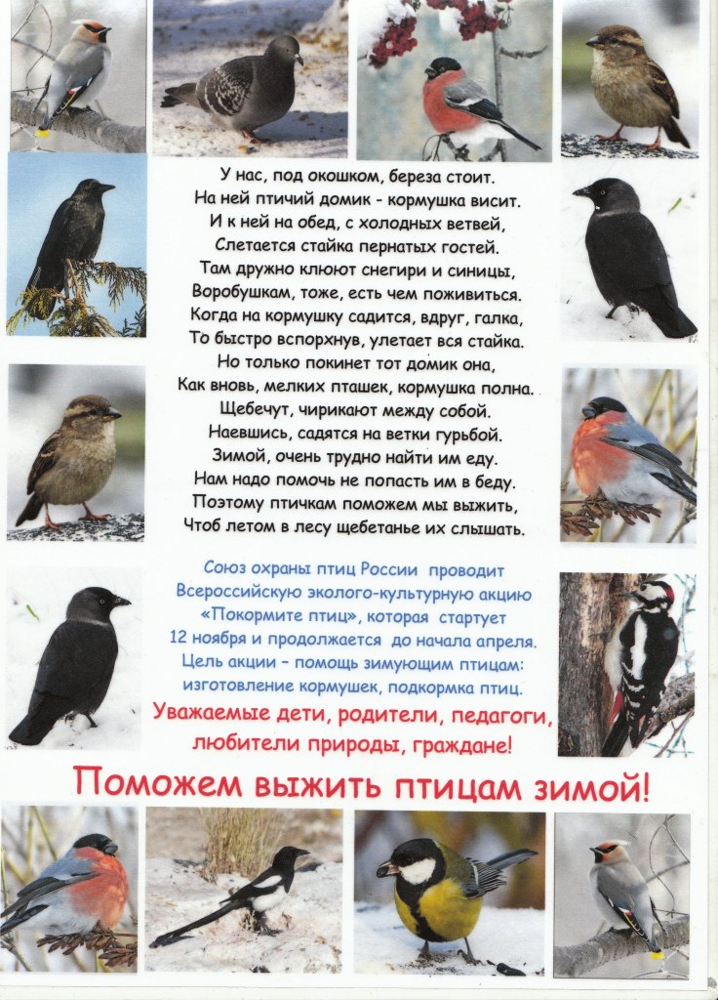 У нас, под окошком, береза стоит.
На ней птичий домик - кормушка висит.
И к ней на обед, с холодных ветвей,
Слетается стайка пернатых гостей.
Там дружно клюют снегири и синицы,
Воробушкам, тоже, есть чем поживиться.
Когда на кормушку садится, вдруг, галка,
То быстро вспорхнув, улетает вся стайка.
Но только покинет тот домик она,
Как вновь, мелких пташек, кормушка полна.
Щебечут, чирикают между собой.
Наевшись, садятся на ветки гурьбой.
Зимой, очень трудно найти им еду.
Нам надо помочь не попасть им в беду.
Поэтому птичкам поможем мы выжить,
Чтоб летом в лесу щебетанье их слышать.
Союз охраны птиц России проводит
Всероссийскую эколого-культурную акцию
«Покормите птиц», которая стартует
12 ноября и продолжается до начала апреля.
Цель акции – помощь зимующим птицам:
изготовление кормушек, подкормка птиц.
Уважаемые дети, родители, педагоги,
любители природы, граждане!
Поможем выжить птицам зимой!